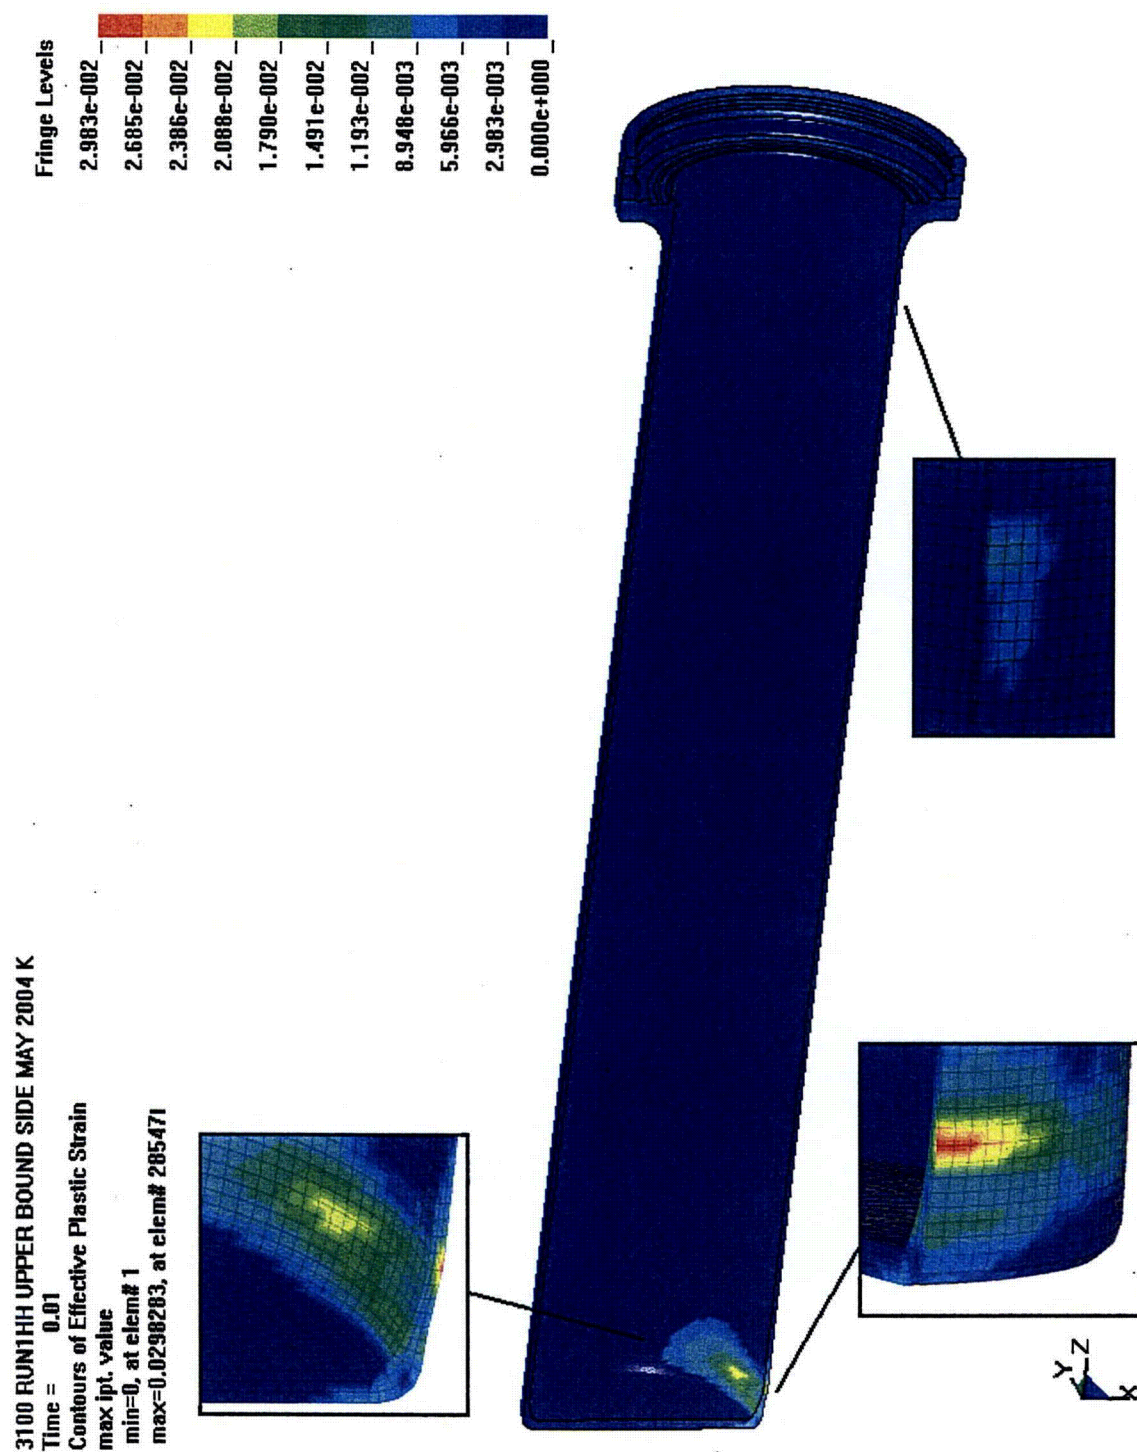 3100 RUN1HH UPPER BOUND SIDE MAY 2004 K
Time = 0.01
Contours of Effective Plastic Strain
max ipt. value
min=0, at elem# 1
max=0.0298283, at elem# 285471
Fringe Levels
2.983e-002
2.685e-002
2.386e-002
2.088e-002
1.790e-002
1.491e-002
1.193e-002
8.948e-003
5.966e-003
2.983e-003
0.000e+000
Y
Z
X